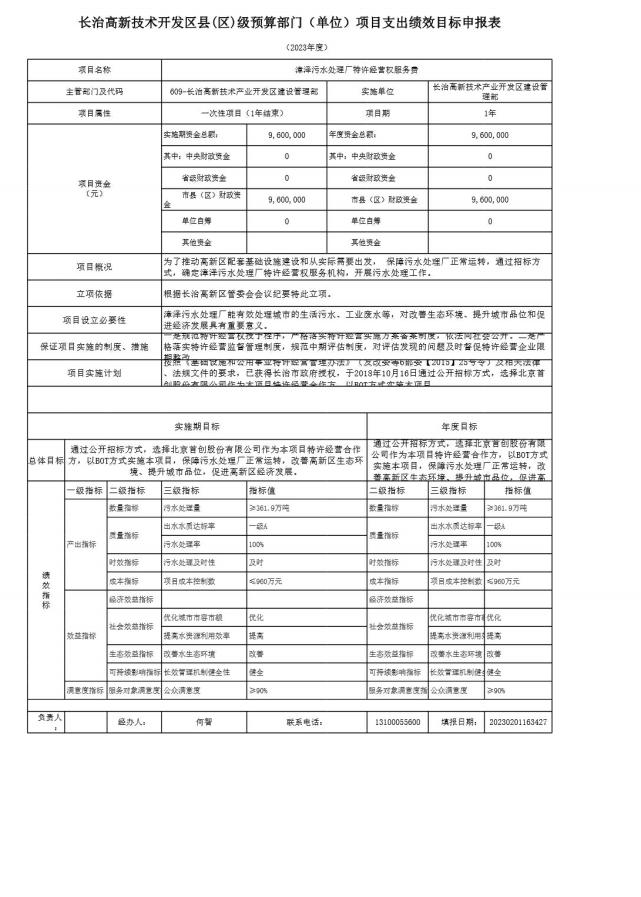 长治高新技术开发区县(区)级预算部门（单位）项目支出绩效目标申报表
（2023年度）
项目名称 漳泽污水处理厂特许经营权服务费
主管部门及代码 609-长治高新技术产业开发区建设管理部 实施单位 长治高新技术产业开发区建设管理部
项目属性 一次性项目（1年结束） 项目期 1年
项目资金（元） 实施期资金总额： 9,600,000 年度资金总额： 9,600,000
其中：中央财政资金 0 其中：中央财政资金 0
省级财政资金 0 省级财政资金 0
市县（区）财政资金 9,600,000 市县（区）财政资金 9,600,000
单位自筹 0 单位自筹 0
其他资金 其他资金
项目概况 为了推动高新区配套基础设施建设和从实际需要出发， 保障污水处理厂正常运转，通过招标方
式，确定漳泽污水处理厂特许经营权服务机构，开展污水处理工作。
立项依据 根据长治高新区管委会会议纪要特此立项。
项目设立必要性 漳泽污水处理厂能有效处理城市的生活污水、工业废水等，对改善生态环境、提升城市品位和促
进经济发展具有重要意义。
保证项目实施的制度、措施 一是规范特许经营权授予程序，严格落实特许经营实施方案备案制度，依法向社会公开。二是严
格落实特许经营监督管理制度，规范中期评估制度，对评估发现的问题及时督促特许经营企业限
期整改
项目实施计划 按照《基础设施和公用事业特许经营管理办法》（发改委等6部委【2015】25号令）及相关法律
、法规文件的要求，已获得长治市政府授权，于2018年10月16日通过公开招标方式，选择北京首
创股份有限公司作为本项目特许经营合作方，以BOT方式实施本项目
实施期目标 年度目标
总体目标 通过公开招标方式，选择北京首创股份有限公司作为本项目特许经营合作
方，以BOT方式实施本项目，保障污水处理厂正常运转，改善高新区生态环
境、提升城市品位，促进高新区经济发展。
通过公开招标方式，选择北京首创股份有限
公司作为本项目特许经营合作方，以BOT方式
实施本项目，保障污水处理厂正常运转，改
善高新区生态环境、提升城市品位，促进高
绩效指标 一级指标 二级指标 三级指标 指标值 二级指标 三级指标 指标值
产出指标 数量指标 污水处理量 ≥361.9万吨 数量指标 污水处理量 ≥361.9万吨
质量指标 出水水质达标率 一级A 质量指标 出水水质达标率 一级A
污水处理率 100% 污水处理率 100%
时效指标 污水处理及时性 及时 时效指标 污水处理及时性 及时
成本指标 项目成本控制数 ≤960万元 成本指标 项目成本控制数 ≤960万元
效益指标 经济效益指标 经济效益指标
社会效益指标 优化城市市容市貌 优化 社会效益指标 优化城市市容市 优化
提高水资源利用效率 提高 提高水资源利用 提高
生态效益指标 改善水生态环境 改善 生态效益指标 改善水生态环境 改善
可持续影响指标 长效管理机制健全性 健全 可持续影响指标 长效管理机制健 健全
满意度指标 服务对象满意度 公众满意度 ≥90% 服务对象满意度 公众满意度 ≥90%
负责人： 经办人： 何智 联系电话： 13100055600 填报日期： 20230201163427